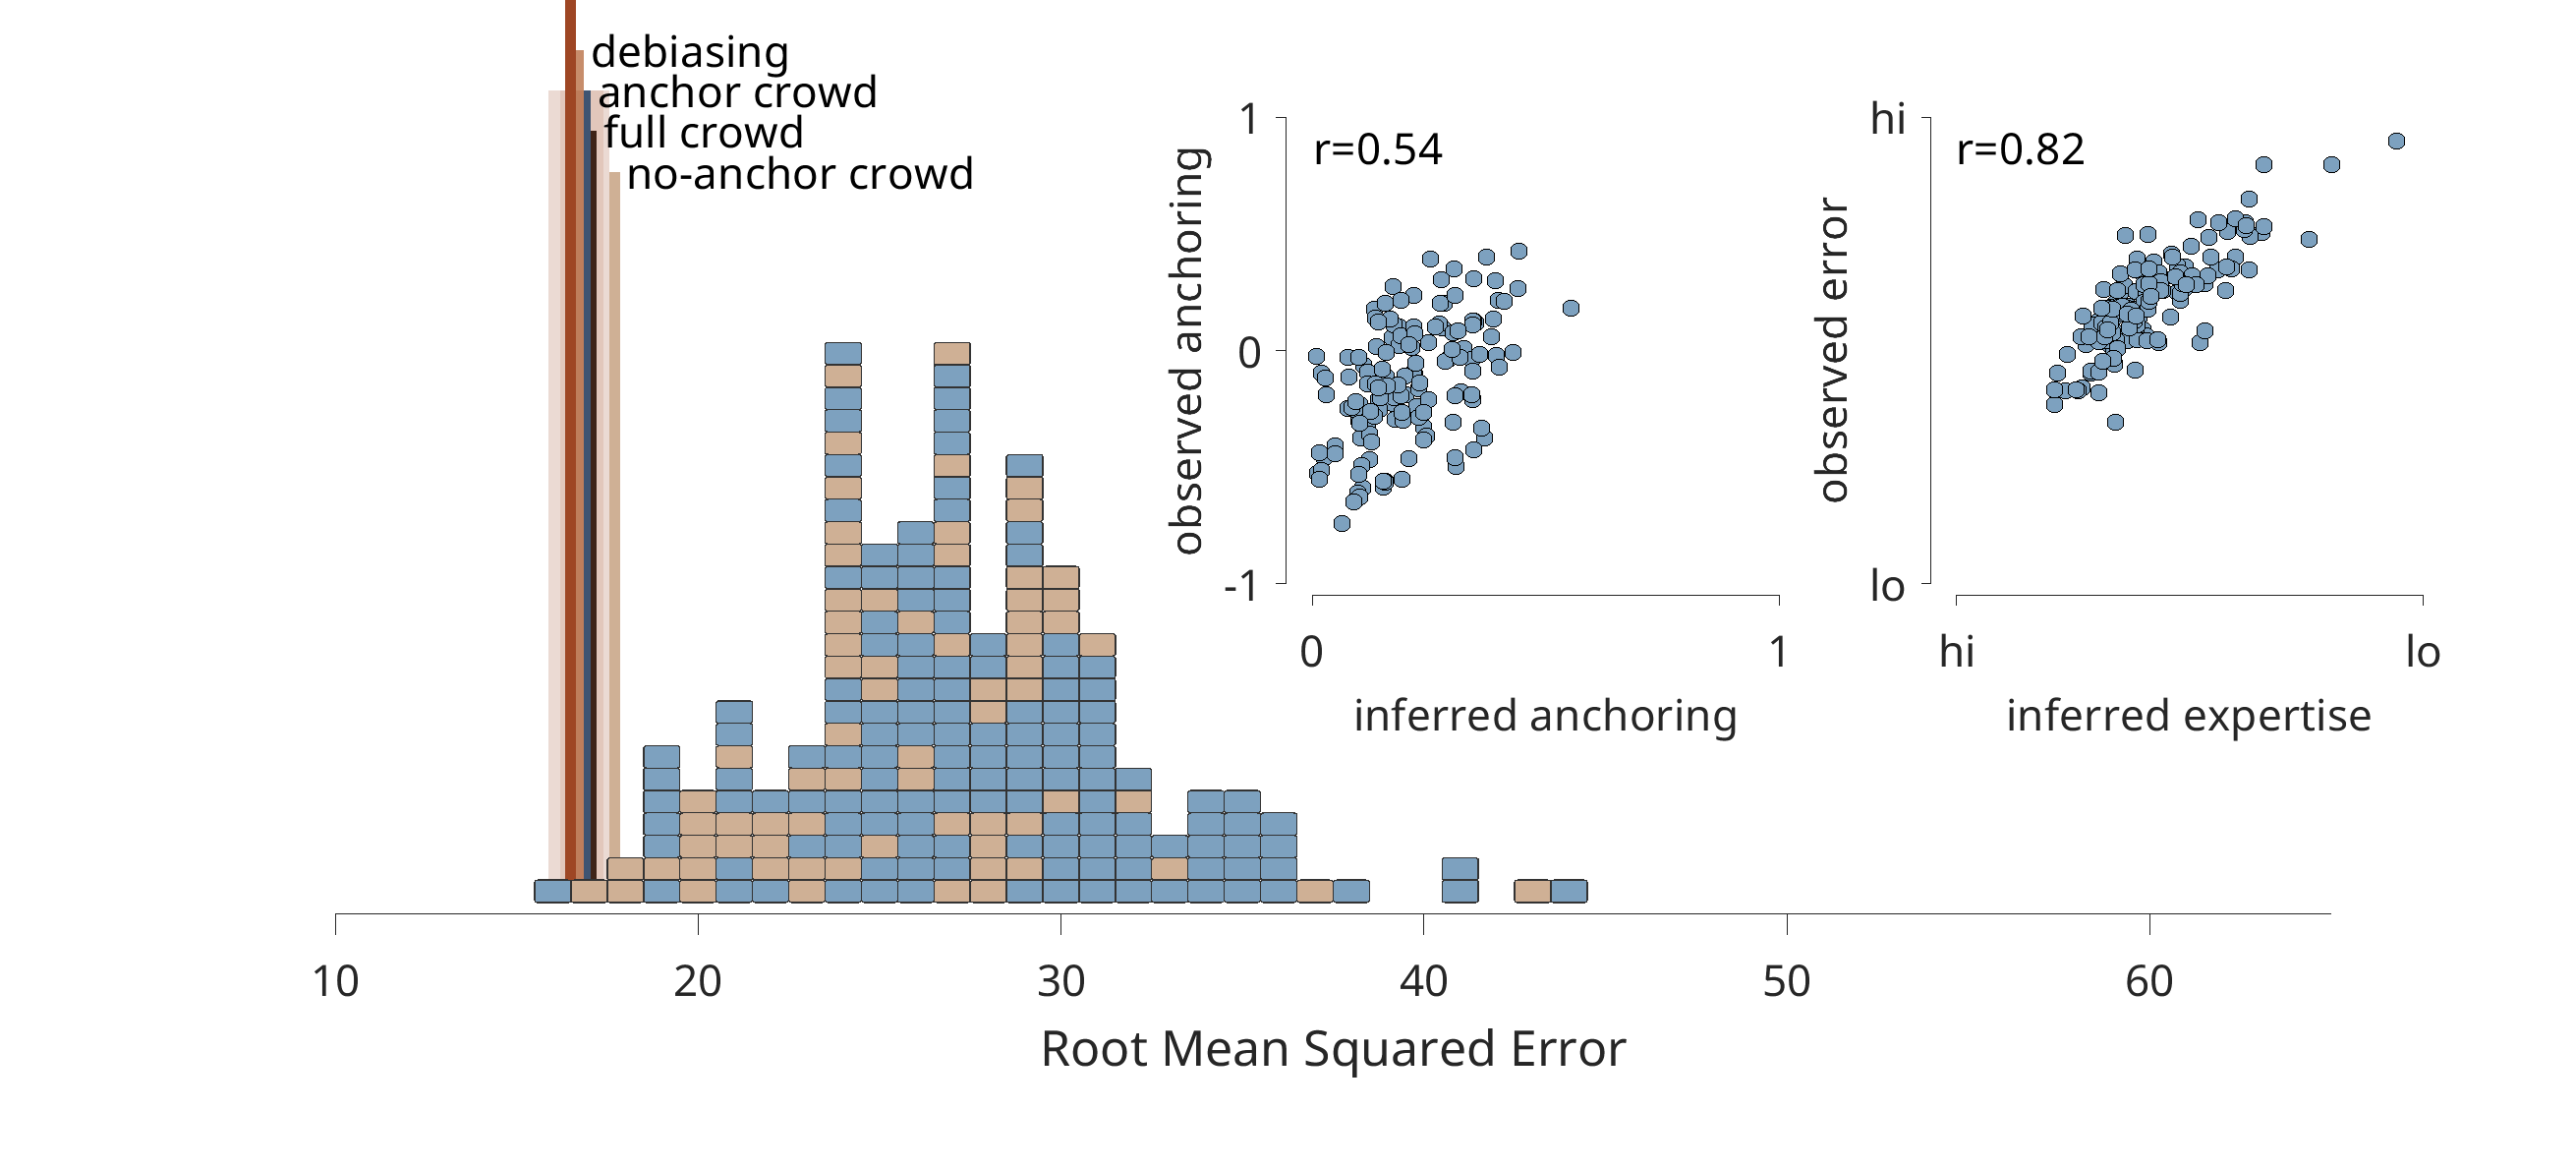 debiasing
anchor crowd
full crowd
no-anchor crowd
observed anchoring
1
0
-1
r=0.54
0
1
inferred anchoring
observed error
hi
lo
r=0.82
hi
lo
inferred expertise
10
20
30
40
50
60
Root Mean Squared Error